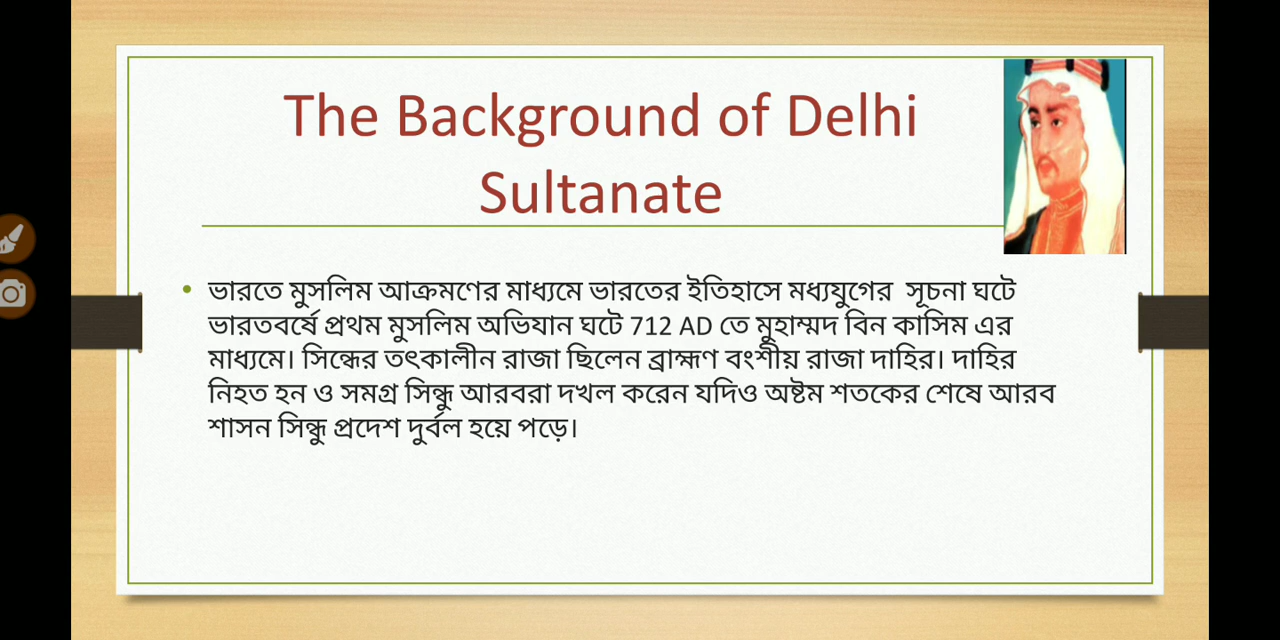 The Background of Delhi
Sultanate
• ভারতে মুসলিম আক্রমণের মাধ্যমে ভারতের ইতিহাসে মধ্যযুগের সূচনা ঘটে
ভারতবর্ষে প্রথম মুসলিম অভিযান ঘটে 712 AD তে মুহাম্মদ বিন কাসিম এর
মাধ্যমে। সিন্ধের তৎকালীন রাজা ছিলেন ব্রাহ্মণ বংশীয় রাজা দাহির। দাহির
নিহত হন ও সমগ্র সিন্ধু আরবরা দখল করেন যদিও অষ্টম শতকের শেষে আরব
শাসন সিন্ধু প্রদেশ দুর্বল হয়ে পড়ে।